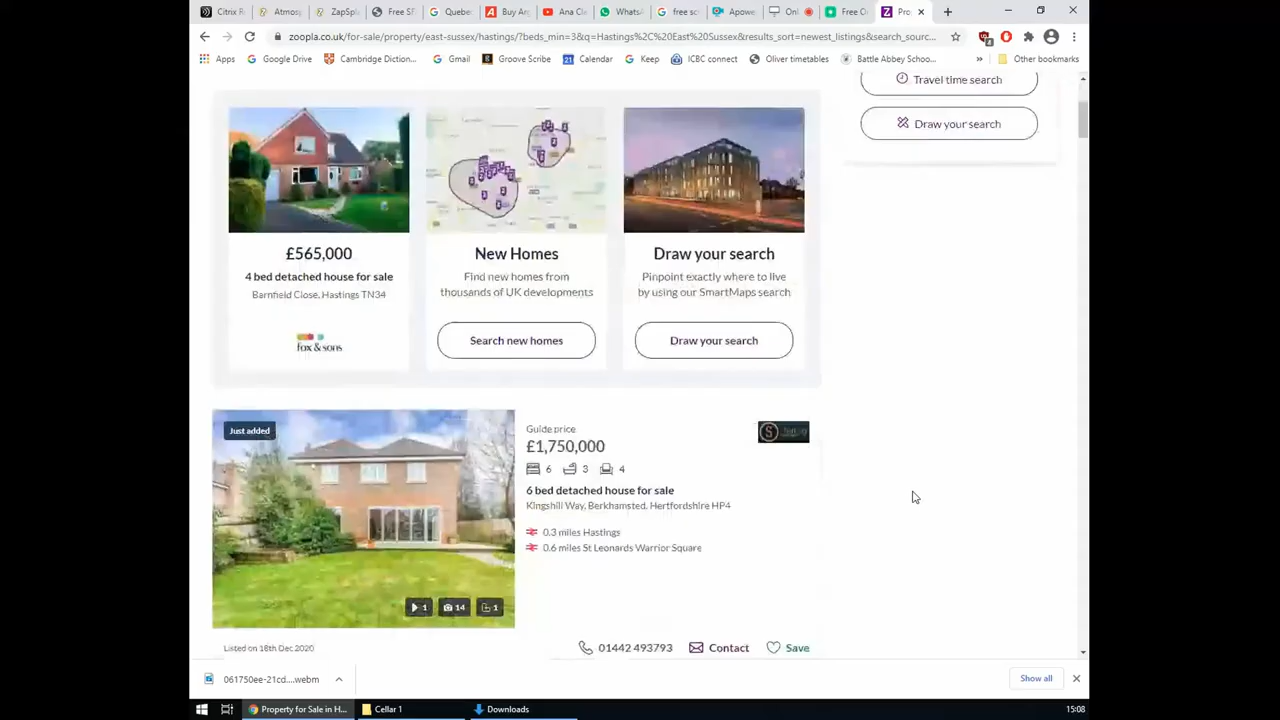 Citrix R
Atmosp
ZapSpla
Free SF
Quebec
Buy Arg
Ana Cl
WhatsA
free sc
Apowe
Onl
Free O
Pro
zoopla.co.uk/for-sale/property/east-sussex/hastings/?beds_min=3&q=Hastings%2C%20East%20Sussex&results_sort=newest_listings&search_sourc...
Apps
Google Drive
Cambridge Diction...
Gmail
Groove Scribe
Calendar
Keep
ICBC connect
Oliver timetables
Battle Abbey Schoo...
»
Other bookmarks
Travel time search
Draw your search
£565,000
4 bed detached house for sale
Barnfield Close, Hastings TN34
fox & sons
New Homes
Find new homes from
thousands of UK developments
Search new homes
Draw your search
Pinpoint exactly where to live
by using our SmartMaps search
Draw your search
Just added
1
14
1
Listed on 18th Dec 2020
Guide price
£1,750,000
6 3 4
6 bed detached house for sale
Kingshill Way, Berkhamsted, Hertfordshire HP4
0.3 miles Hastings
0.6 miles St Leonards Warrior Square
01442 493793
Contact
Save
061750ee-21cd....webm
Show all
Property for Sale in H...
Cellar 1
Downloads
15:08